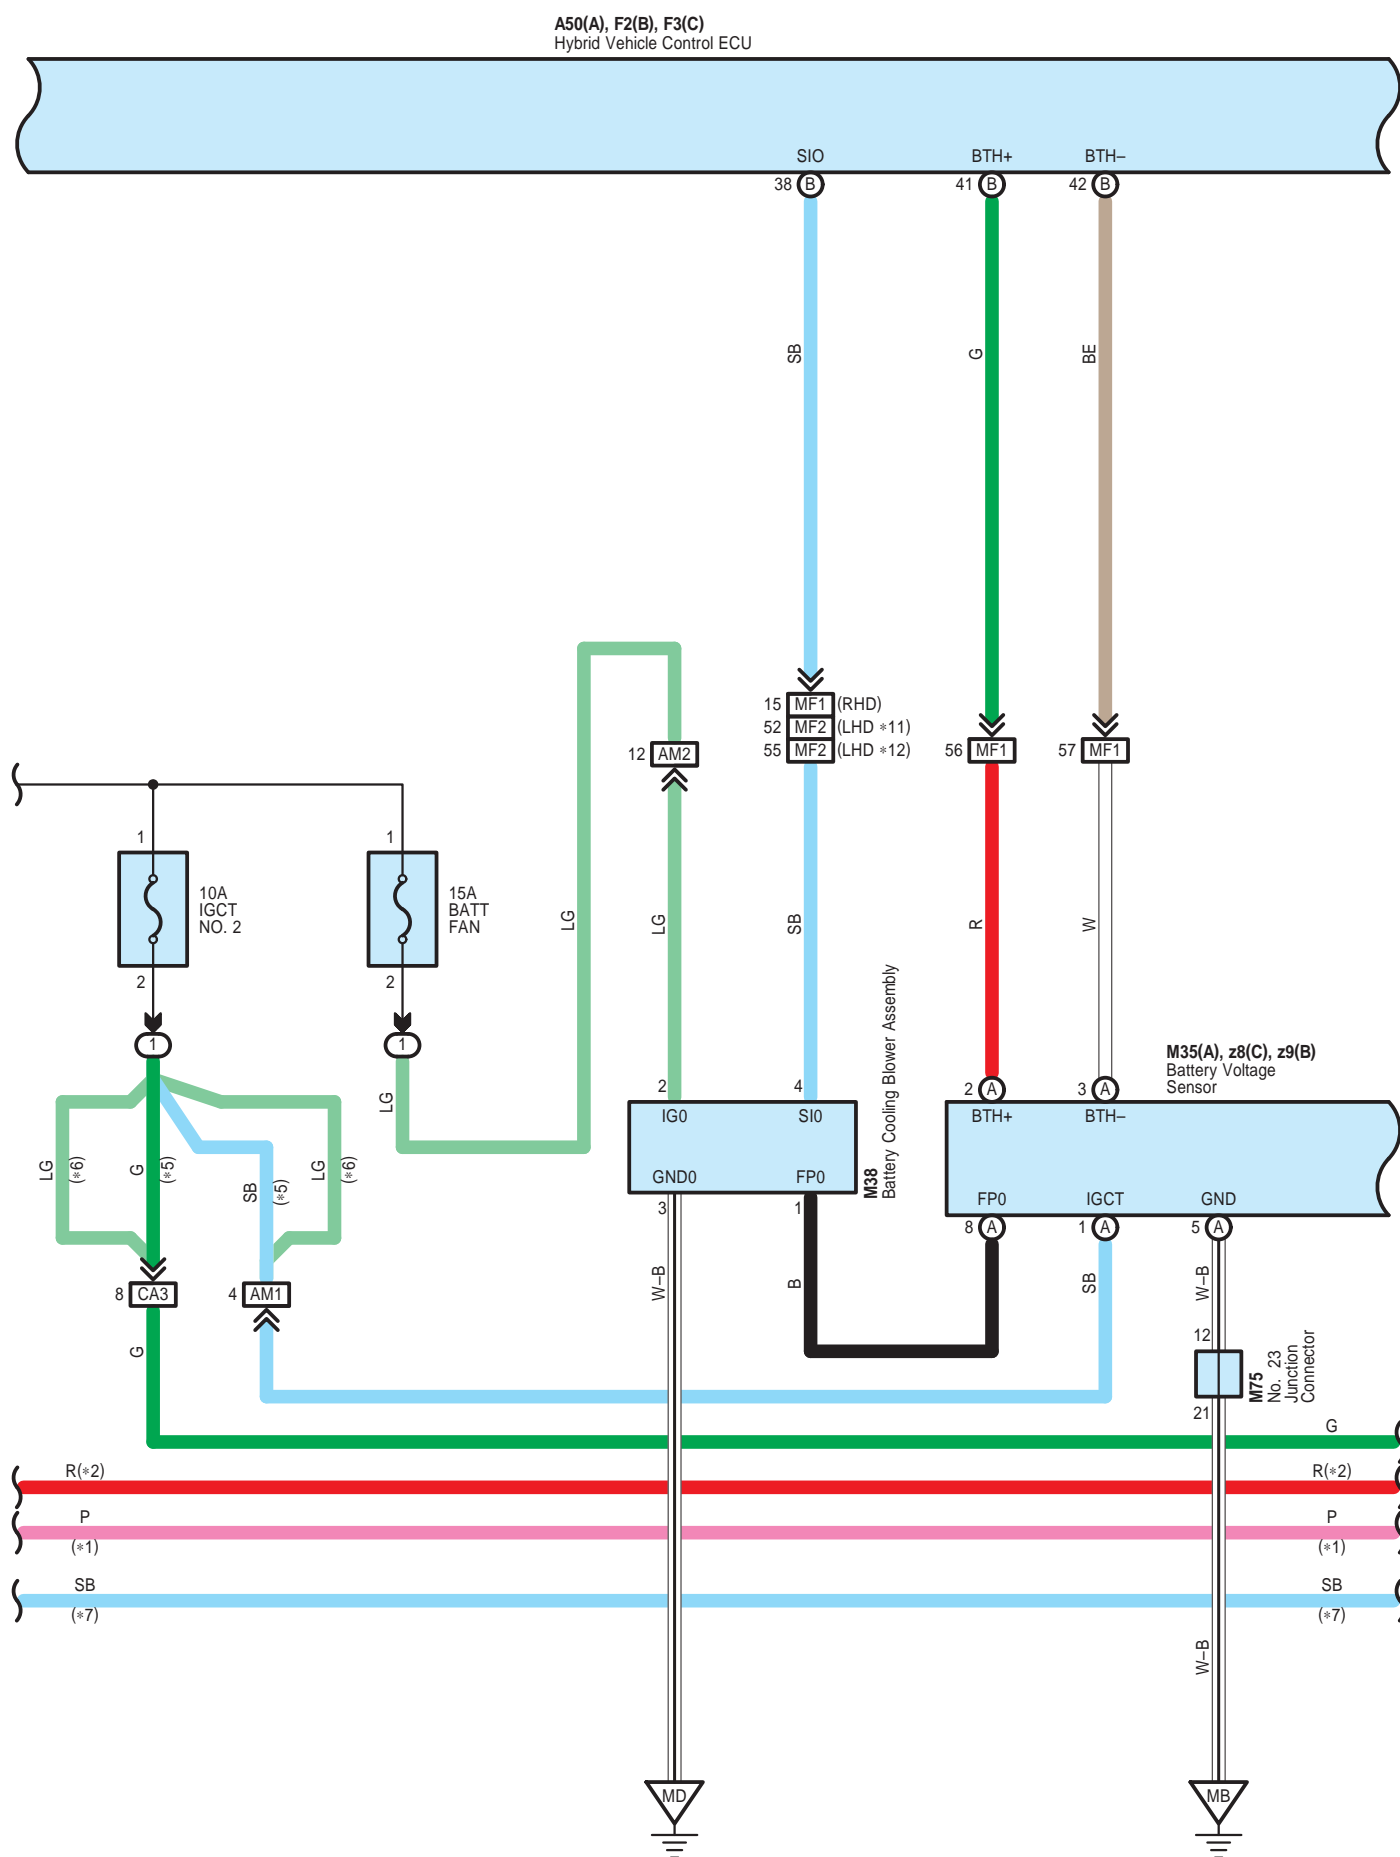 A50(A), F2(B), F3(C)
Hybrid Vehicle Control ECU
SIO
BTH+
BTH–
38 B
41 B
42 B
SB
G
BE
15 MF1 (RHD)
52 MF2 (LHD *11)
55 MF2 (LHD *12)
12 AM2
56 MF1
57 MF1
1
1
10A
IGCT
NO. 2
15A
BATT
FAN
2
2
1
1
LG
LG
SB
R
W
LG
M38
Battery Cooling Blower Assembly
M35(A), z8(C), z9(B)
Battery Voltage
Sensor
2
4
2 A
3 A
IG0
SI0
GND0
FP0
BTH+
BTH–
FP0
IGCT
GND
3
1
8 A
1 A
5 A
LG
(*6)
G
(*5)
SB
(*5)
LG
(*6)
8 CA3
4 AM1
G
W–B
B
SB
W–B
12
M75
No. 23
Junction
Connector
21
G
R(*2)
R(*2)
P
(*1)
P
(*1)
SB
(*7)
SB
(*7)
W–B
MD
MB